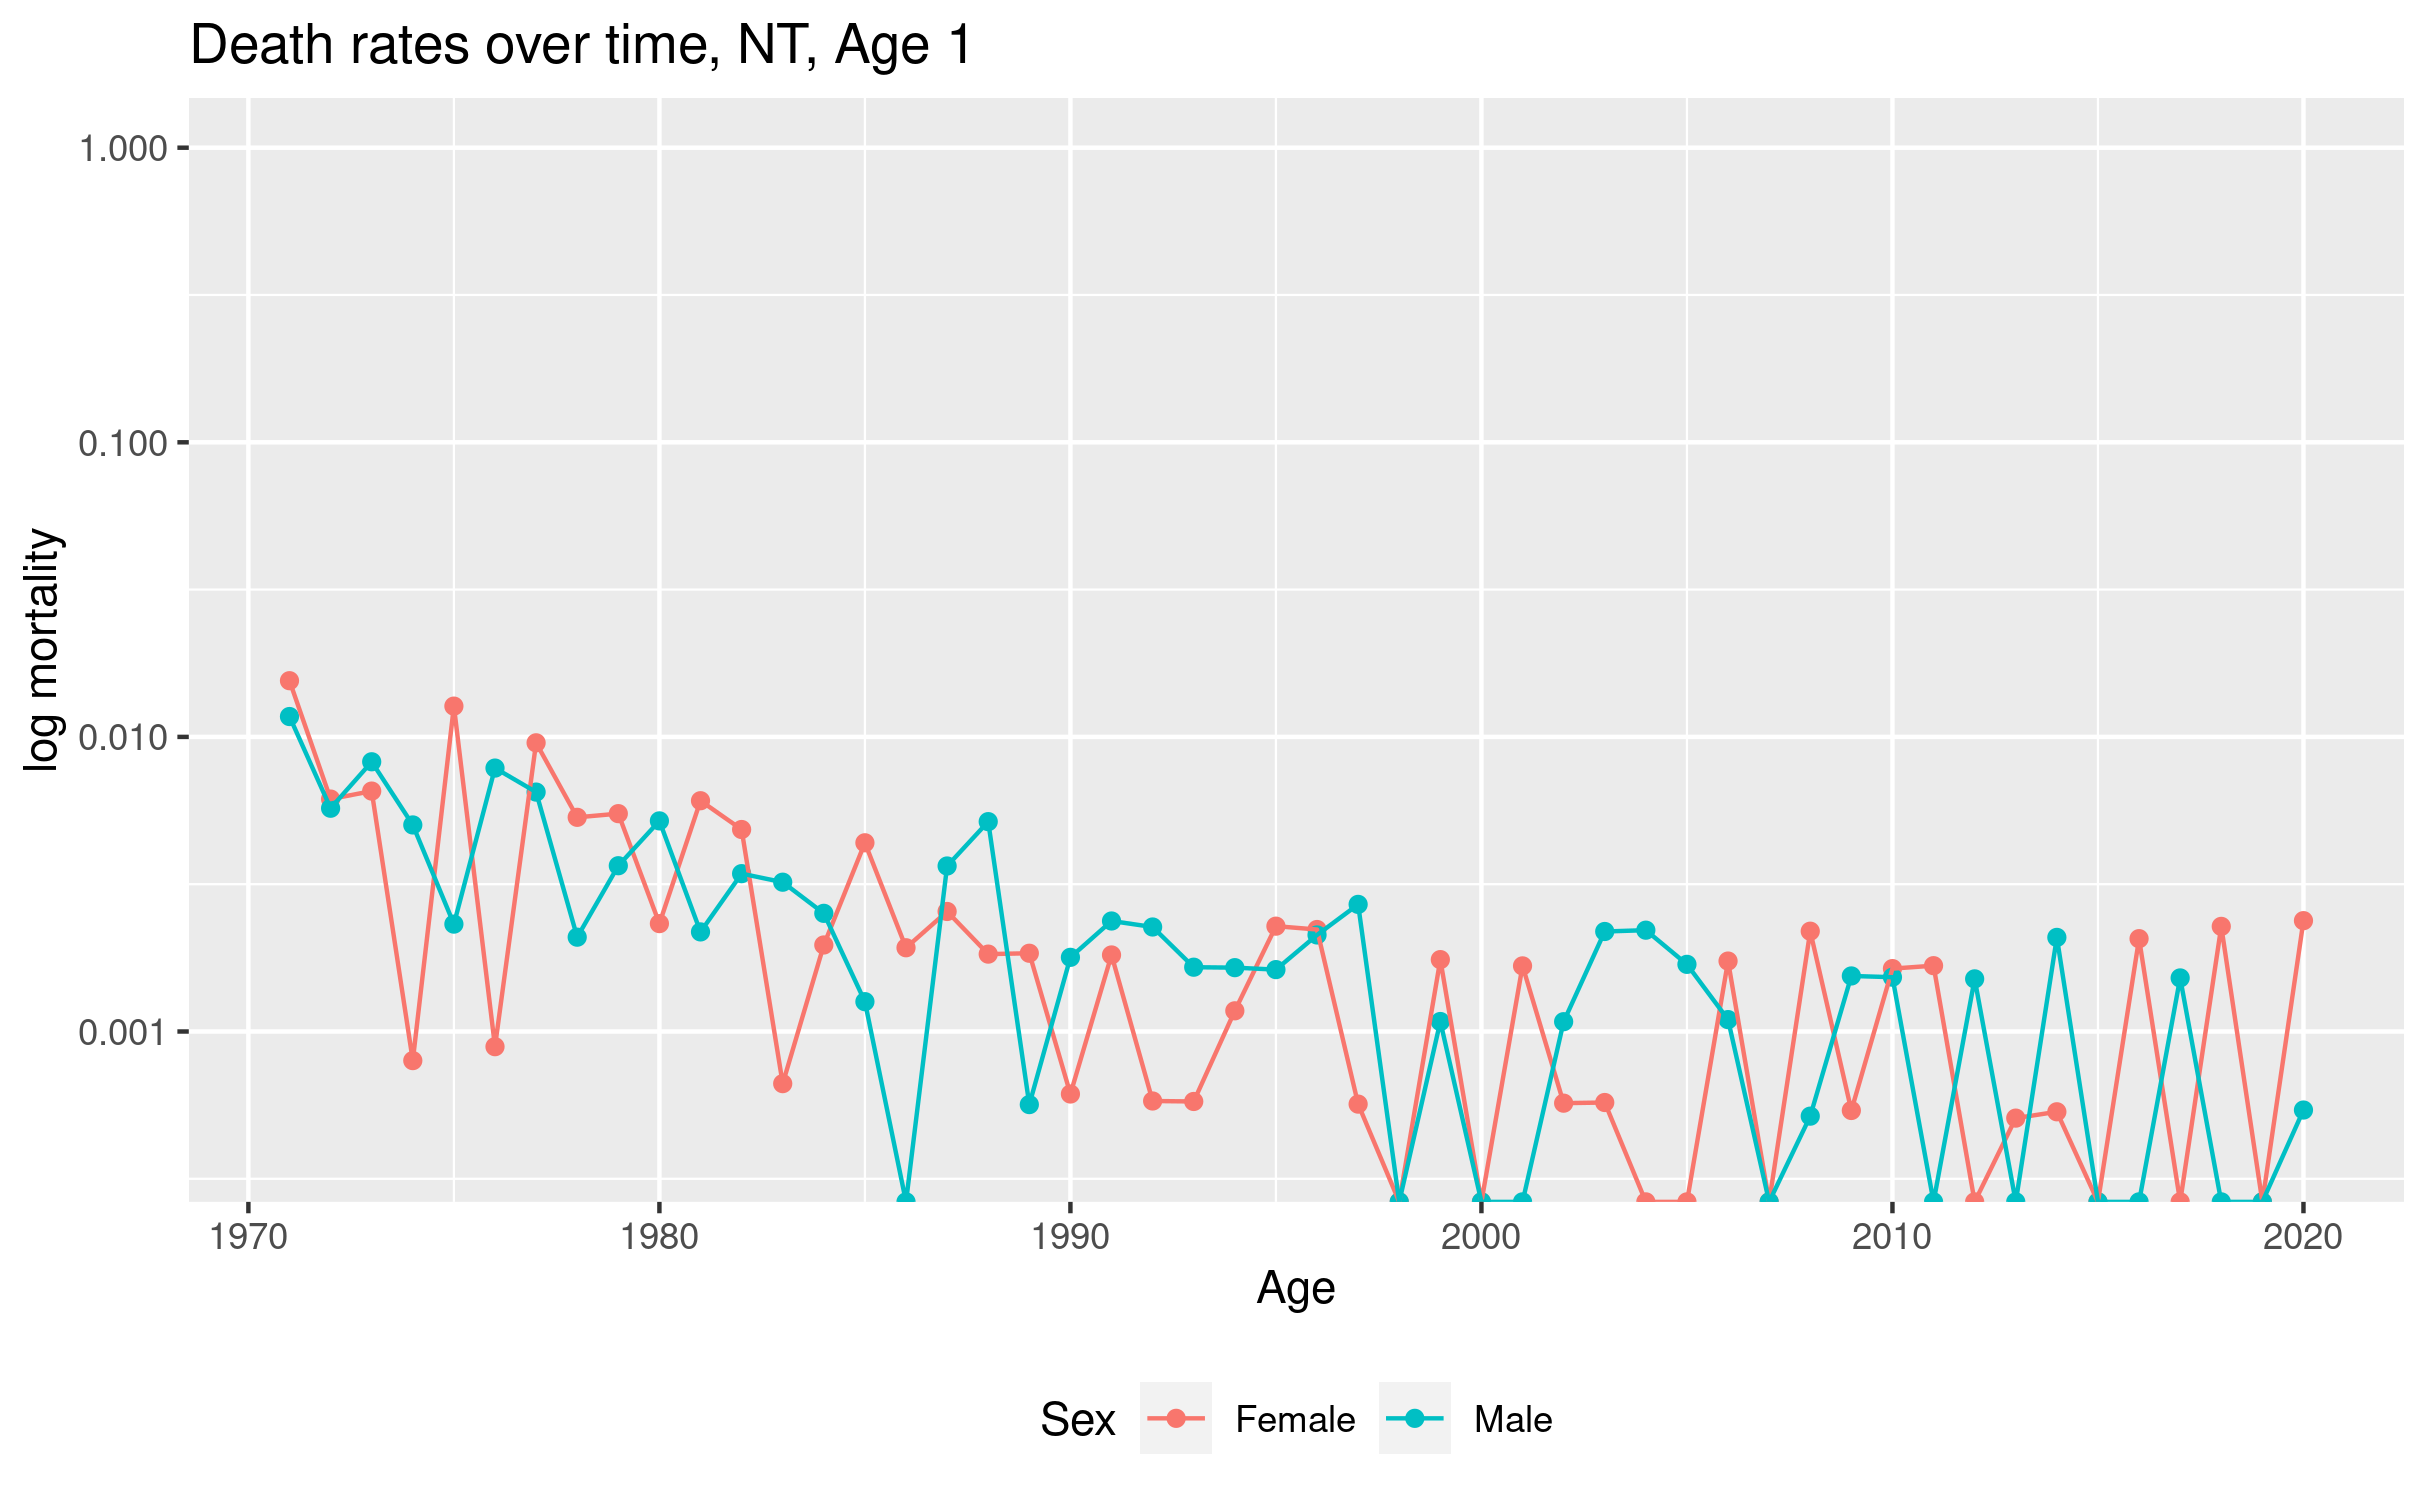 Death rates over time, NT, Age 1
log mortality
1.000
0.100
0.010
0.001
1970 1980 1990 2000 2010 2020
Age
Sex Female Male